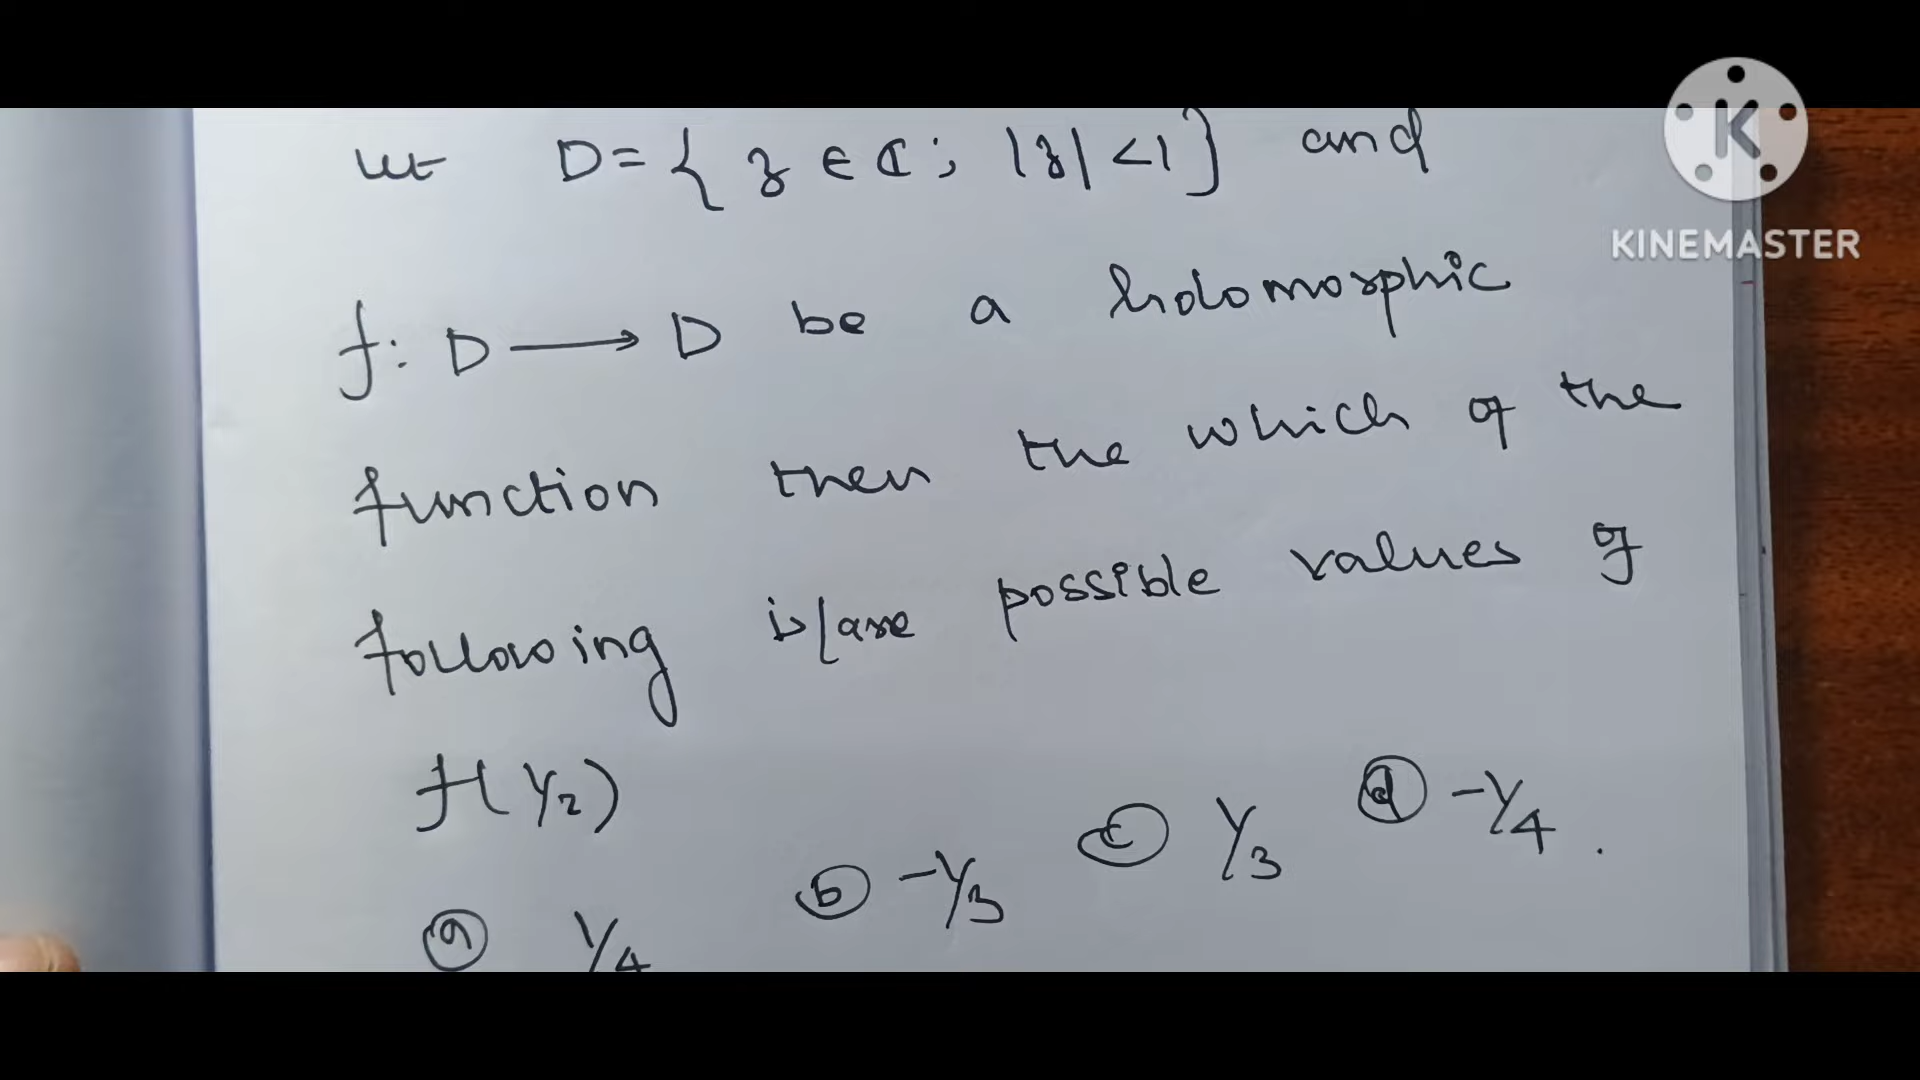 let D = { z ∈ ℂ ; |z| < 1 } and
K
KINEMASTER
f: D ⟶ D be a holomorphic
function then the which of the
following is/are possible values of
f(1/2)
ⓐ 1/4 ⓑ -1/3 ⓒ 1/3 ⓓ -1/4 .